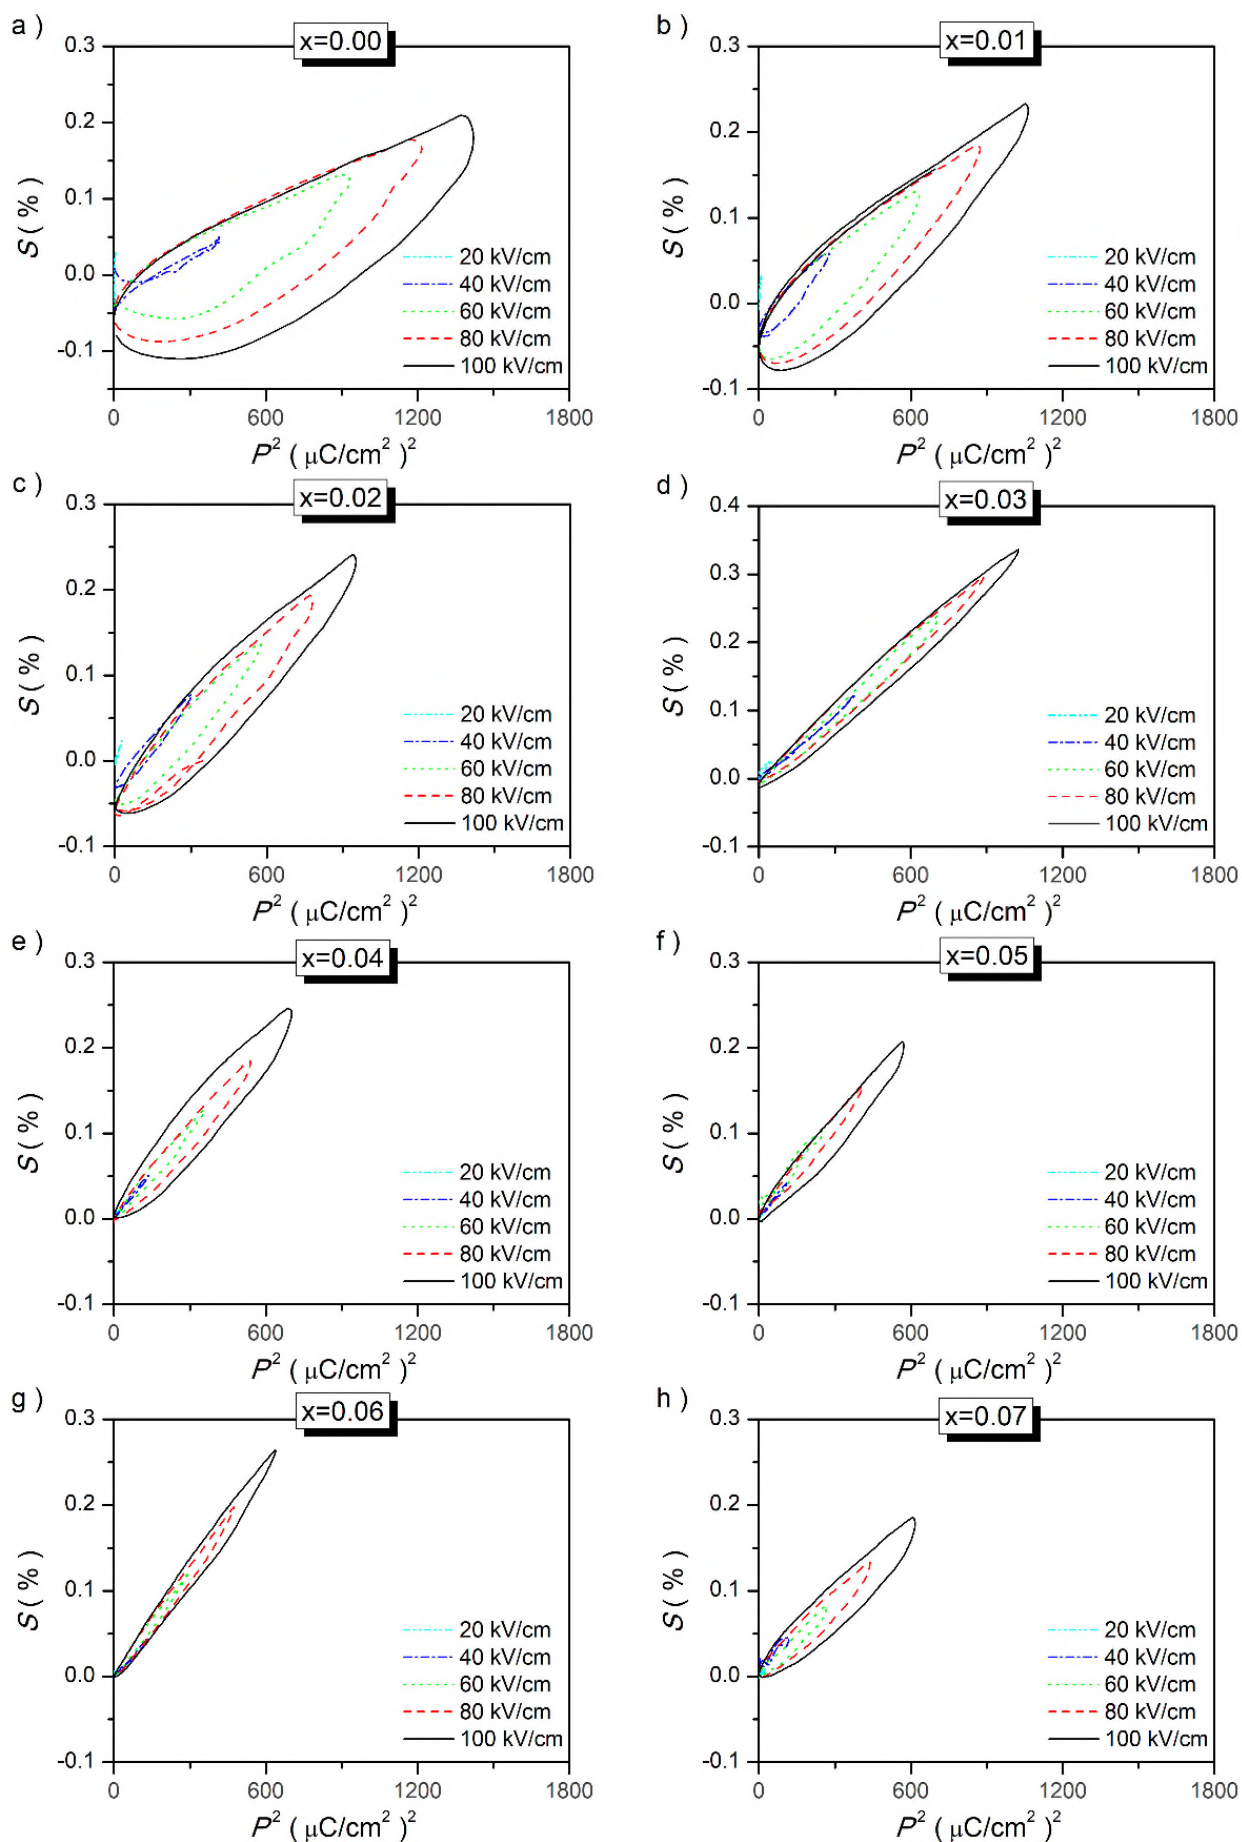 a )
x=0.00
0.3
0.2
0.1
0.0
-0.1
S ( % )
20 kV/cm
40 kV/cm
60 kV/cm
80 kV/cm
100 kV/cm
0 600 1200 1800
P² ( μC/cm² )²
b )
x=0.01
0.3
0.2
0.1
0.0
-0.1
S ( % )
20 kV/cm
40 kV/cm
60 kV/cm
80 kV/cm
100 kV/cm
0 600 1200 1800
P² ( μC/cm² )²
c )
x=0.02
0.3
0.2
0.1
0.0
-0.1
S ( % )
20 kV/cm
40 kV/cm
60 kV/cm
80 kV/cm
100 kV/cm
0 600 1200 1800
P² ( μC/cm² )²
d )
x=0.03
0.4
0.3
0.2
0.1
0.0
-0.1
S ( % )
20 kV/cm
40 kV/cm
60 kV/cm
80 kV/cm
100 kV/cm
0 600 1200 1800
P² ( μC/cm² )²
e )
x=0.04
0.3
0.2
0.1
0.0
-0.1
S ( % )
20 kV/cm
40 kV/cm
60 kV/cm
80 kV/cm
100 kV/cm
0 600 1200 1800
P² ( μC/cm² )²
f )
x=0.05
0.3
0.2
0.1
0.0
-0.1
S ( % )
20 kV/cm
40 kV/cm
60 kV/cm
80 kV/cm
100 kV/cm
0 600 1200 1800
P² ( μC/cm² )²
g )
x=0.06
0.3
0.2
0.1
0.0
-0.1
S ( % )
20 kV/cm
40 kV/cm
60 kV/cm
80 kV/cm
100 kV/cm
0 600 1200 1800
P² ( μC/cm² )²
h )
x=0.07
0.3
0.2
0.1
0.0
-0.1
S ( % )
20 kV/cm
40 kV/cm
60 kV/cm
80 kV/cm
100 kV/cm
0 600 1200 1800
P² ( μC/cm² )²